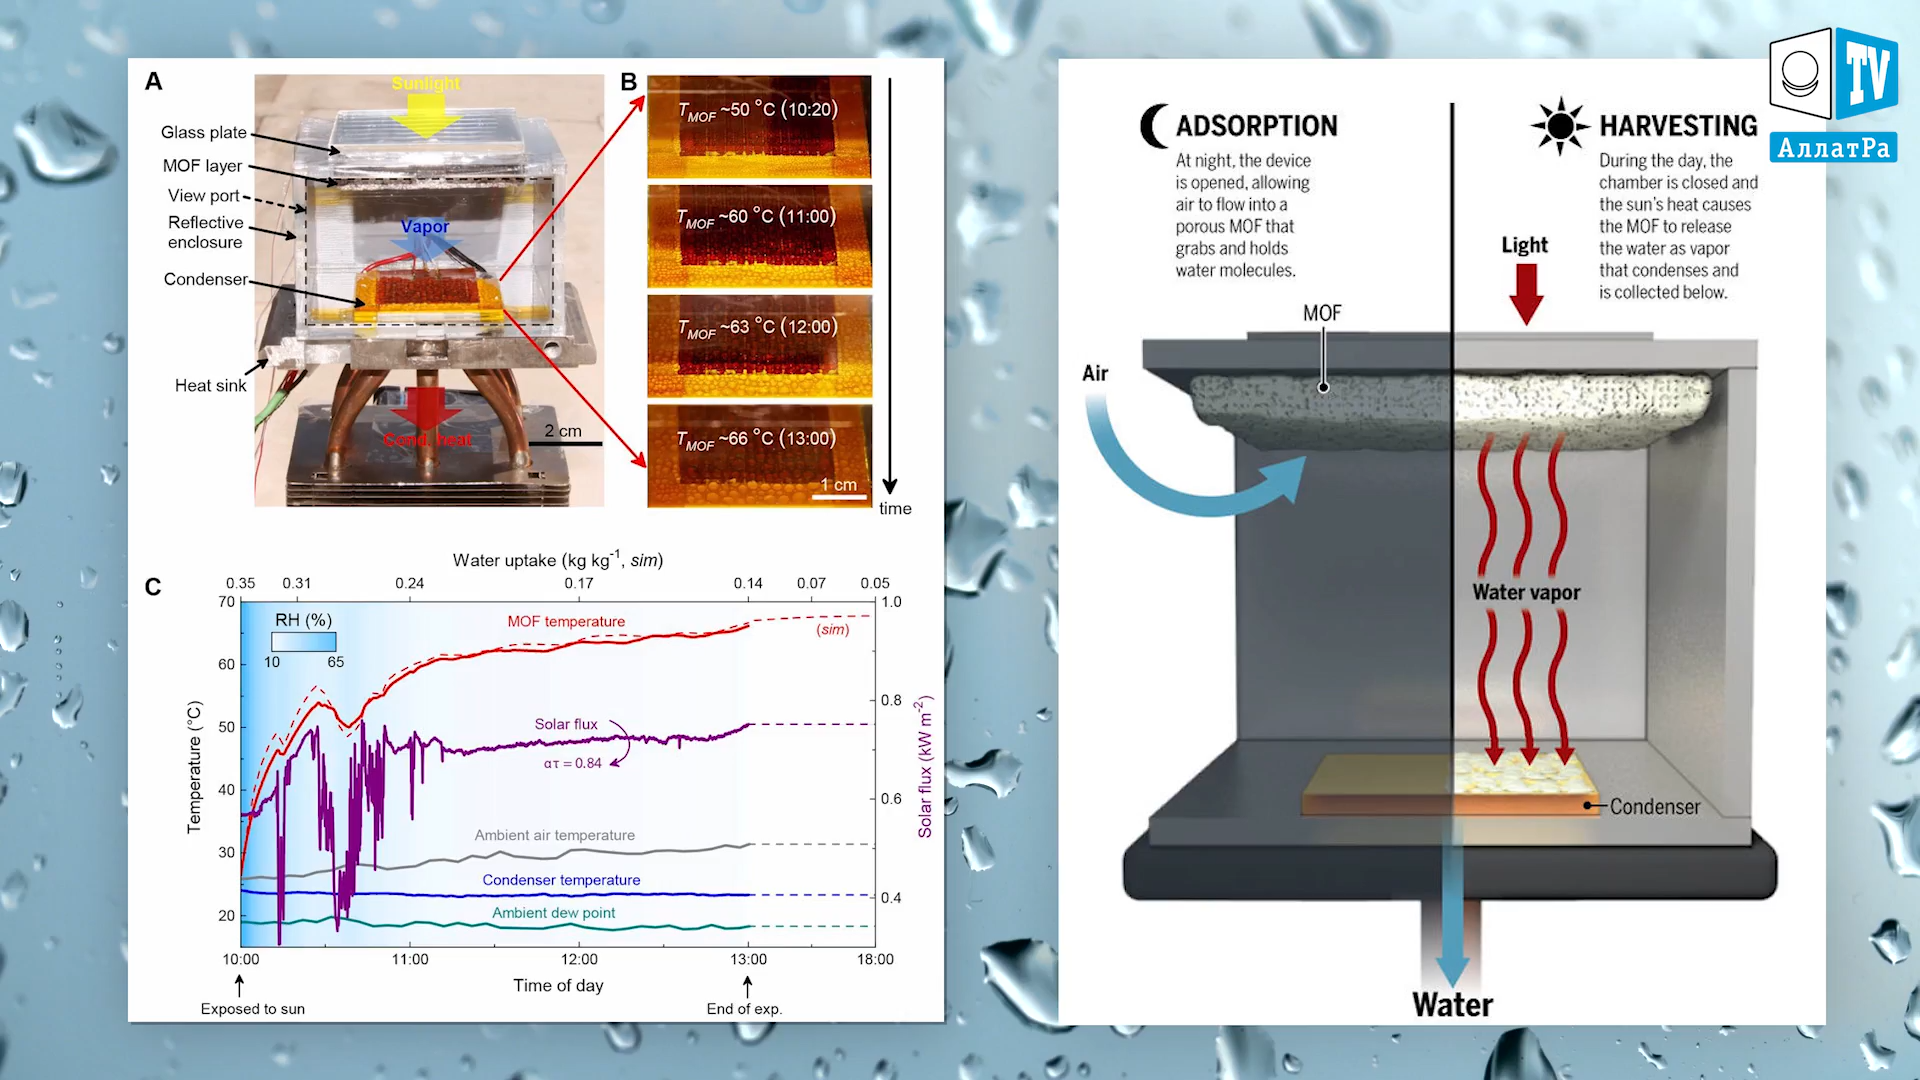 A
Sunlight
Glass plate
MOF layer
View port
Reflective
enclosure
Vapor
Condenser
Heat sink
Cond. heat
2 cm
B
TMOF ~50 °C (10:20)
TMOF ~60 °C (11:00)
TMOF ~63 °C (12:00)
TMOF ~66 °C (13:00)
1 cm
time
C
Water uptake (kg kg-1, sim)
0.35 0.31 0.24 0.17 0.14 0.07 0.05
70
60
50
40
30
20
Temperature (°C)
RH (%)
10 65
MOF temperature
(sim)
Solar flux
ατ = 0.84
Ambient air temperature
Condenser temperature
Ambient dew point
1.0
0.8
0.6
0.4
Solar flux (kW m-2)
10:00 11:00 12:00 13:00 18:00
Time of day
Exposed to sun
End of exp.
ADSORPTION
At night, the device
is opened, allowing
air to flow into a
porous MOF that
grabs and holds
water molecules.
HARVESTING
During the day, the
chamber is closed and
the sun's heat causes
the MOF to release
the water as vapor
that condenses and
is collected below.
Light
MOF
Air
Water vapor
Condenser
Water
TV
АллатРа